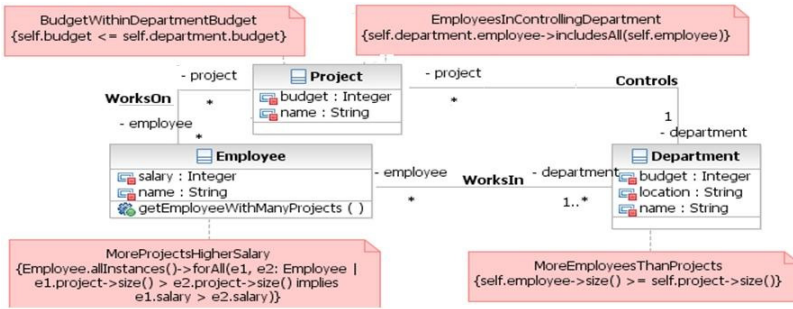 BudgetWithinDepartmentBudget
{self.budget <= self.department.budget}
EmployeesInControllingDepartment
{self.department.employee->includesAll(self.employee)}
- project
Project
- project
Controls
WorksOn
*
budget : Integer
*
name : String
- employee
*
1
- department
Employee
- employee
WorksIn
- department
Department
salary : Integer
budget : Integer
name : String
*
1..*
location : String
getEmployeeWithManyProjects ( )
name : String
MoreProjectsHigherSalary
{Employee.allInstances()->forAll(e1, e2: Employee |
e1.project->size() > e2.project->size() implies
e1.salary > e2.salary)}
MoreEmployeesThanProjects
{self.employee->size() >= self.project->size()}